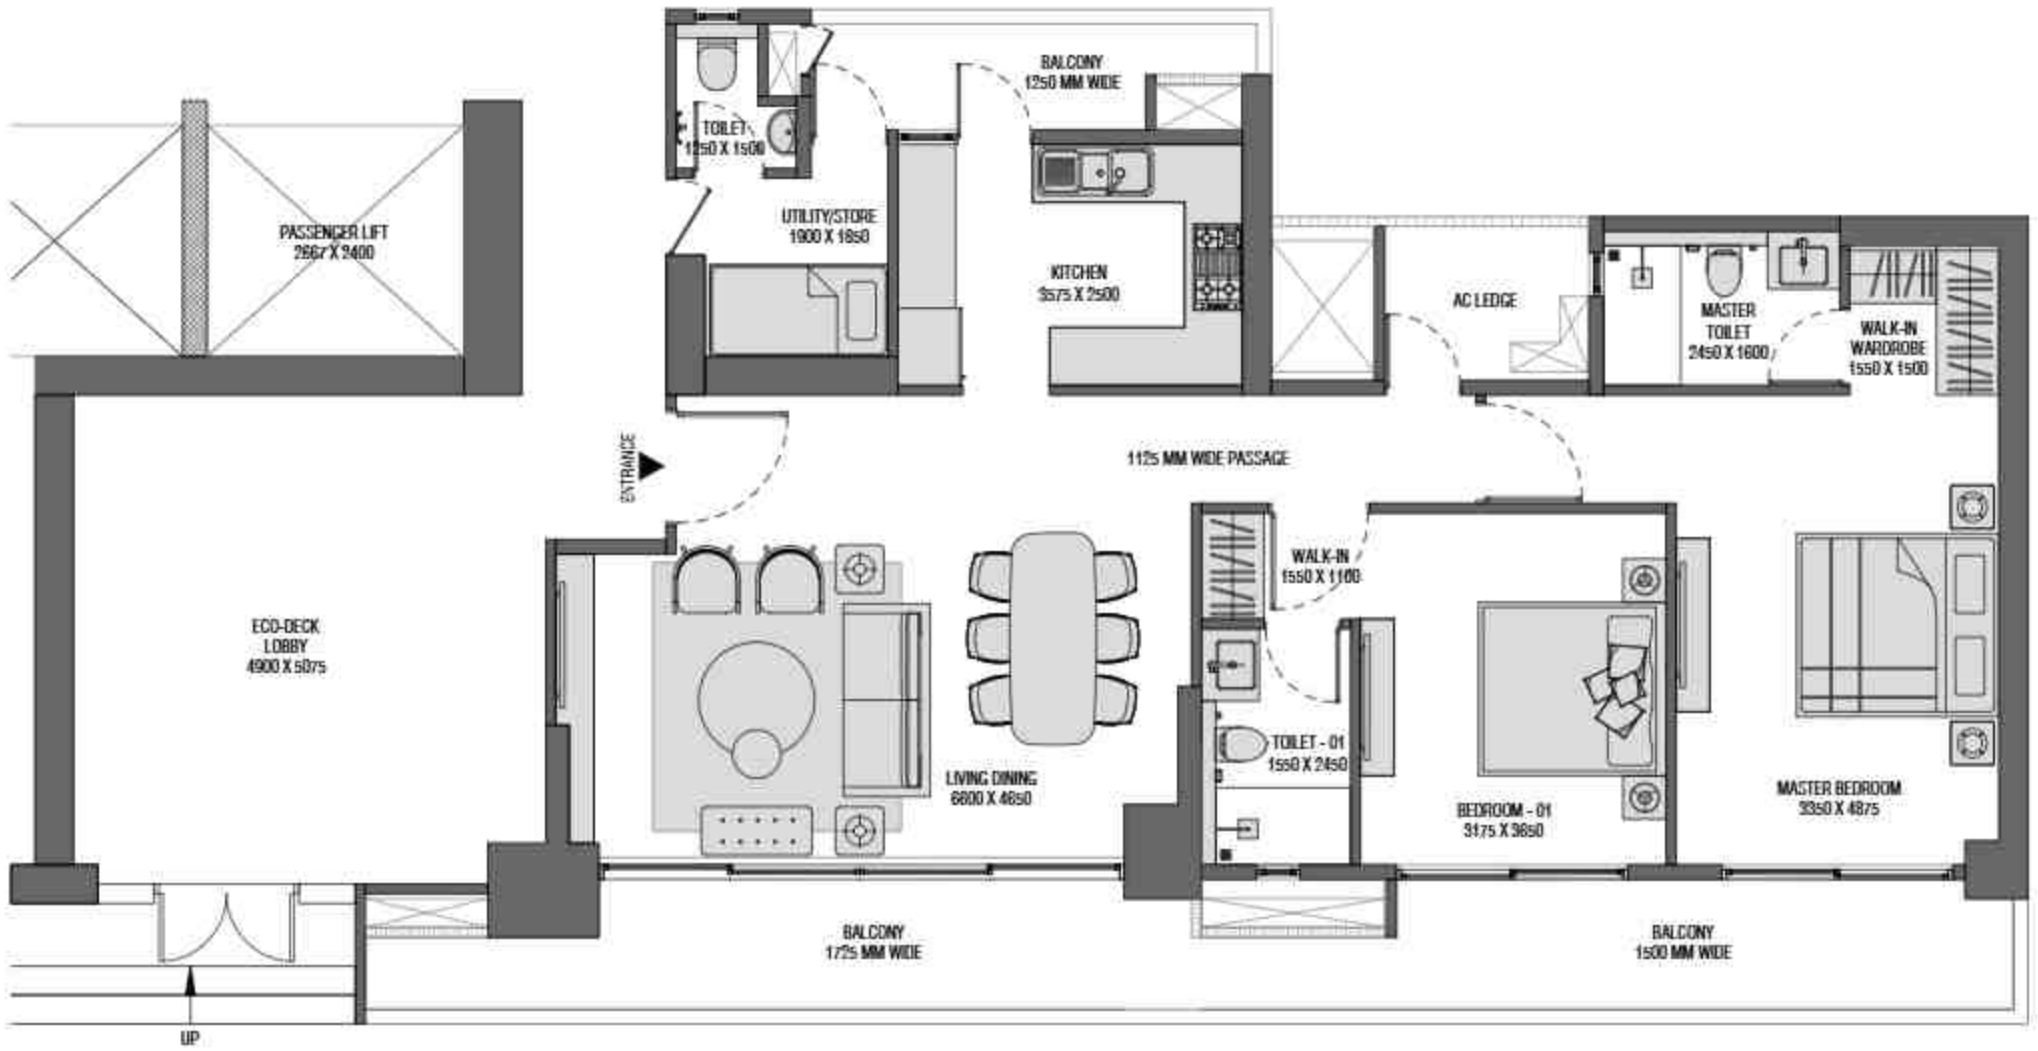 BALCONY
1250 MM WIDE
TOILET
1250 X 1500
UTILITY/STORE
1900 X 1850
PASSENGER LIFT
2667 X 2400
KITCHEN
3575 X 2500
AC LEDGE
MASTER
TOILET
2450 X 1600
WALK-IN
WARDROBE
1550 X 1500
ENTRANCE
1125 MM WIDE PASSAGE
WALK-IN
1550 X 1100
ECO-DECK
LOBBY
4900 X 5075
TOILET - 01
1550 X 2450
LIVING DINING
6600 X 4650
BEDROOM - 01
3175 X 3650
MASTER BEDROOM
3350 X 4875
BALCONY
1725 MM WIDE
BALCONY
1500 MM WIDE
UP